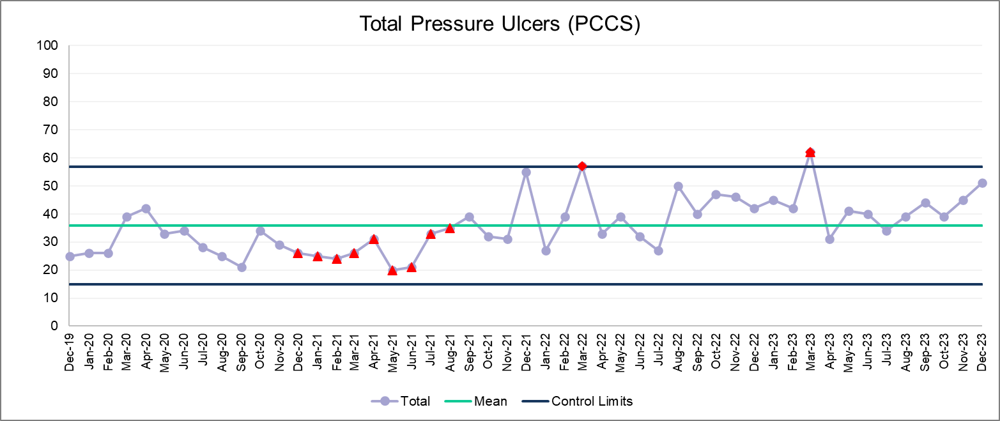 Total Pressure Ulcers (PCCS)
100
90
80
70
60
50
40
30
20
10
0
Dec-19
Jan-20
Feb-20
Mar-20
Apr-20
May-20
Jun-20
Jul-20
Aug-20
Sep-20
Oct-20
Nov-20
Dec-20
Jan-21
Feb-21
Mar-21
Apr-21
May-21
Jun-21
Jul-21
Aug-21
Sep-21
Oct-21
Nov-21
Dec-21
Jan-22
Feb-22
Mar-22
Apr-22
May-22
Jun-22
Jul-22
Aug-22
Sep-22
Oct-22
Nov-22
Dec-22
Jan-23
Feb-23
Mar-23
Apr-23
May-23
Jun-23
Jul-23
Aug-23
Sep-23
Oct-23
Nov-23
Dec-23
Total Mean Control Limits